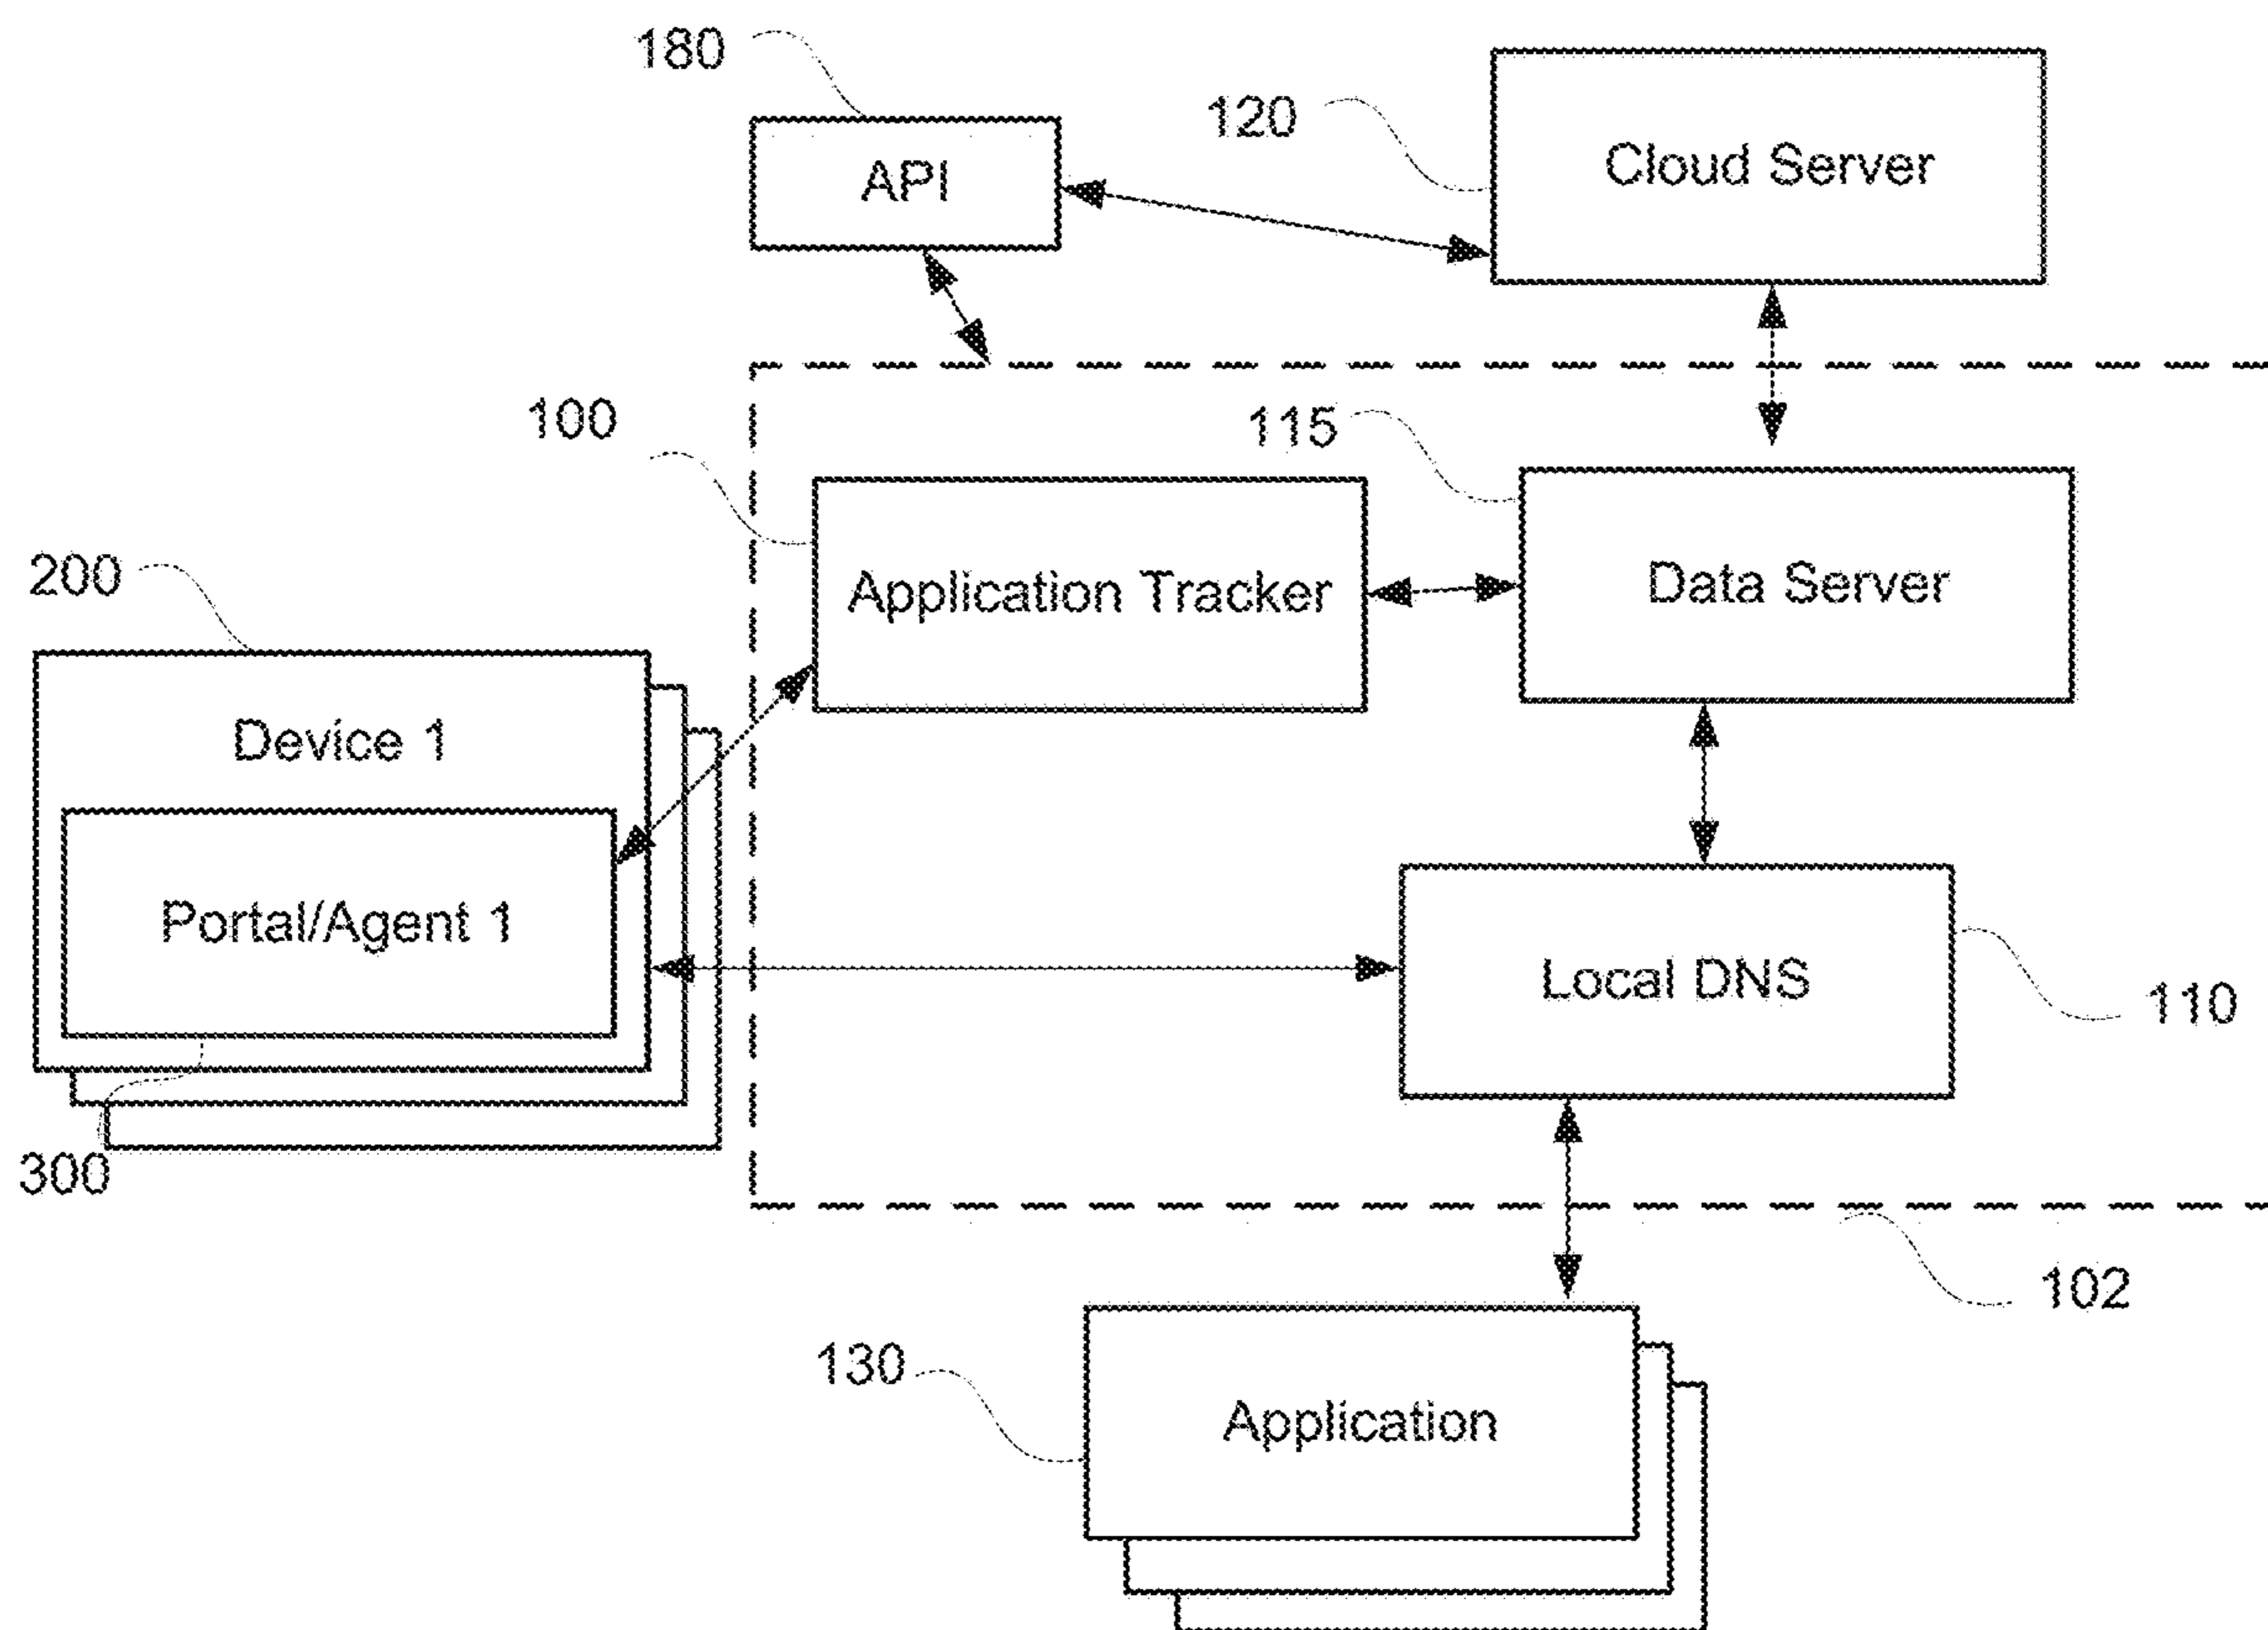 180
120
Cloud Server
API
100
115
Application Tracker
Data Server
200
Device 1
Portal/Agent 1
Local DNS
110
300
102
130
Application